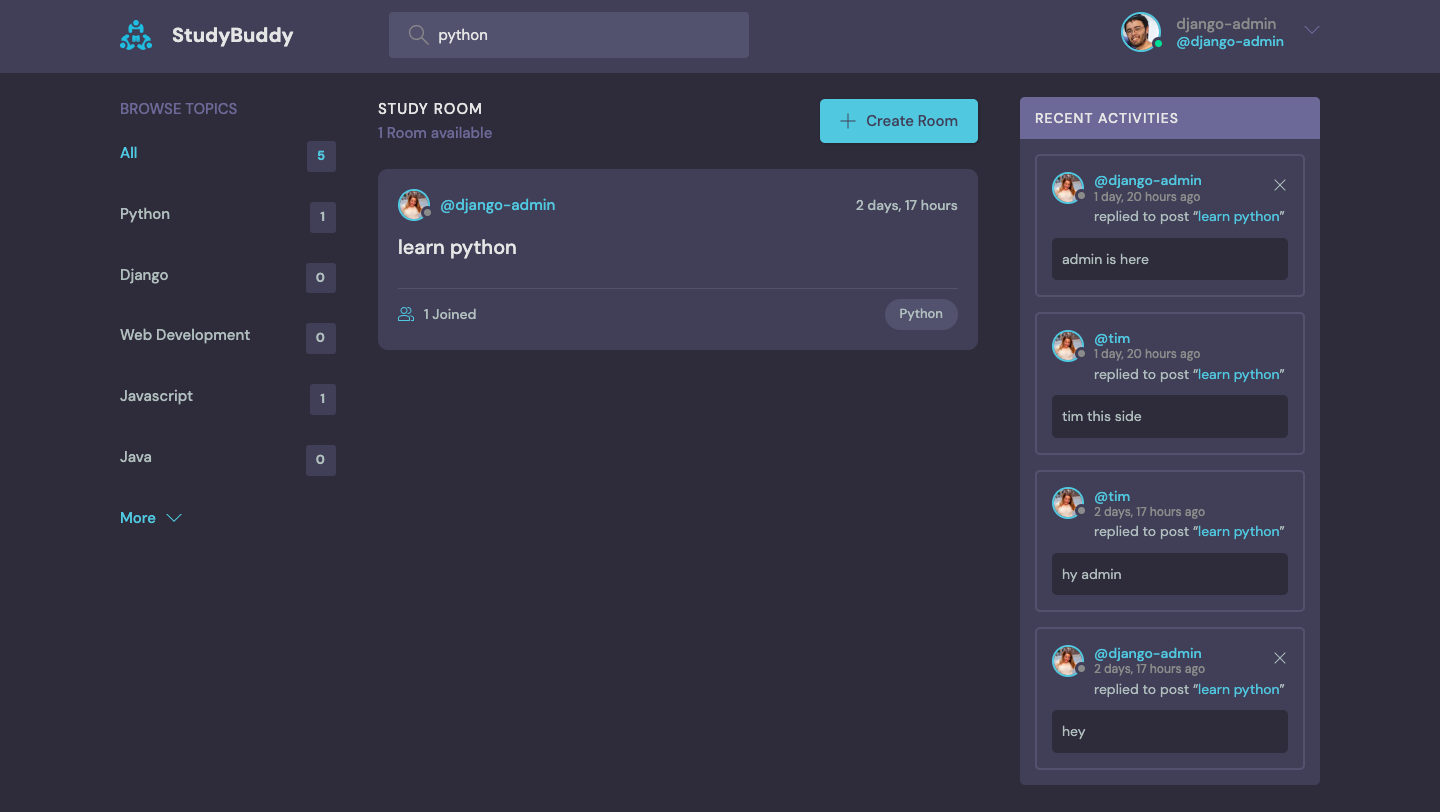 StudyBuddy
python
django-admin
@django-admin
BROWSE TOPICS
All 5
Python 1
Django 0
Web Development 0
Javascript 1
Java 0
More
STUDY ROOM
1 Room available
Create Room
@django-admin 2 days, 17 hours
learn python
1 Joined Python
RECENT ACTIVITIES
@django-admin
1 day, 20 hours ago
replied to post “learn python”
admin is here
@tim
1 day, 20 hours ago
replied to post “learn python”
tim this side
@tim
2 days, 17 hours ago
replied to post “learn python”
hy admin
@django-admin
2 days, 17 hours ago
replied to post “learn python”
hey